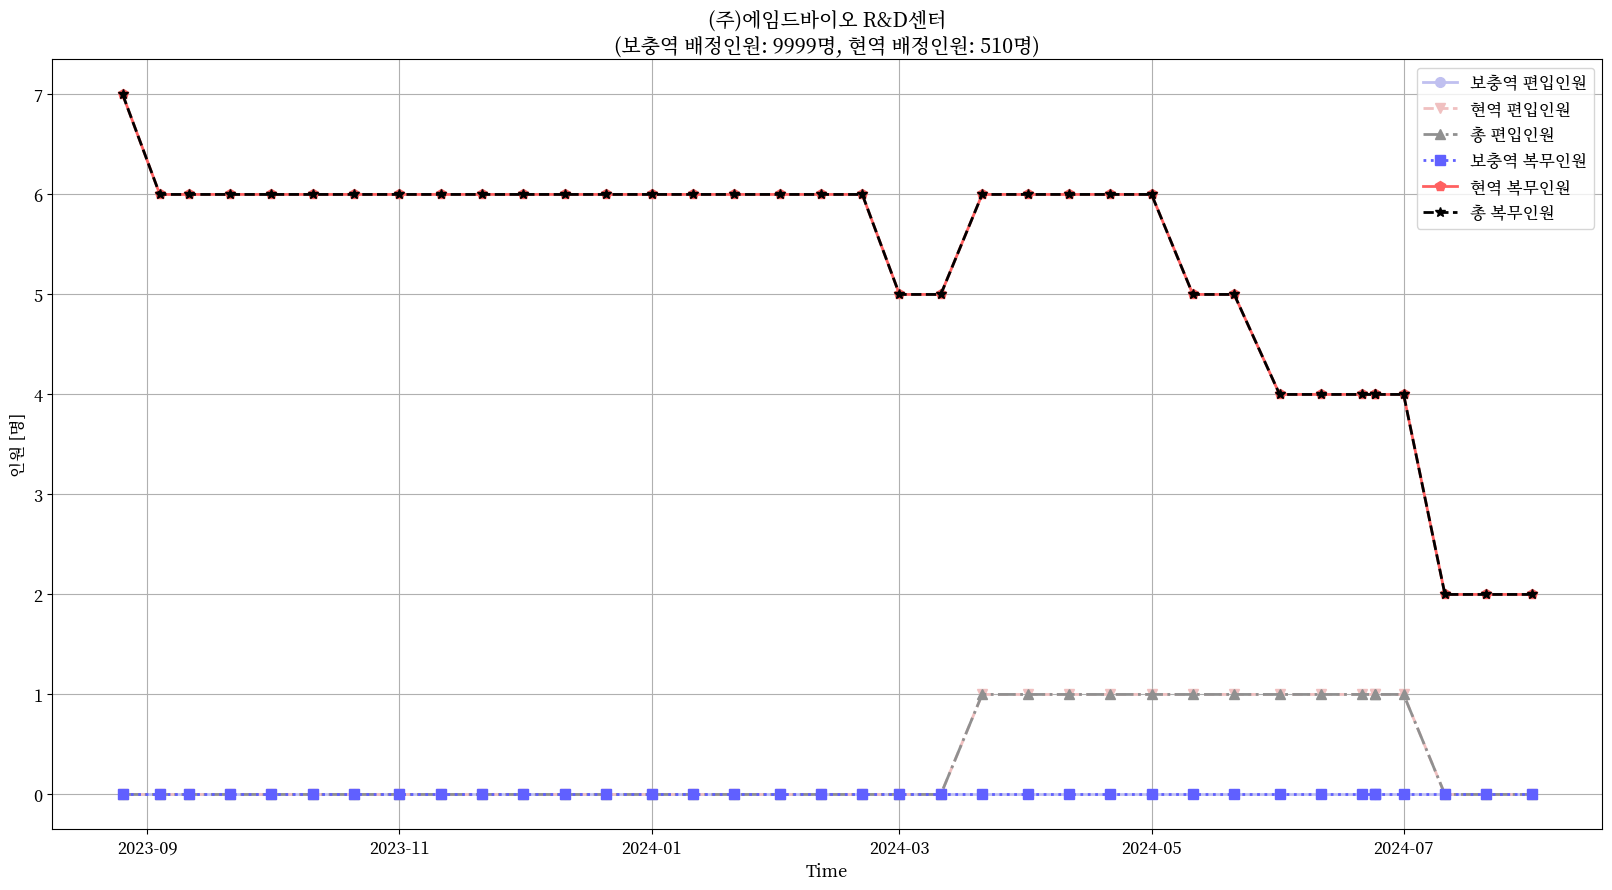 (주)에임드바이오 R&D센터
(보충역 배정인원: 9999명, 현역 배정인원: 510명)
보충역 편입인원
현역 편입인원
총 편입인원
보충역 복무인원
현역 복무인원
총 복무인원
인원 [명]
7
6
5
4
3
2
1
0
2023-09
2023-11
2024-01
2024-03
2024-05
2024-07
Time